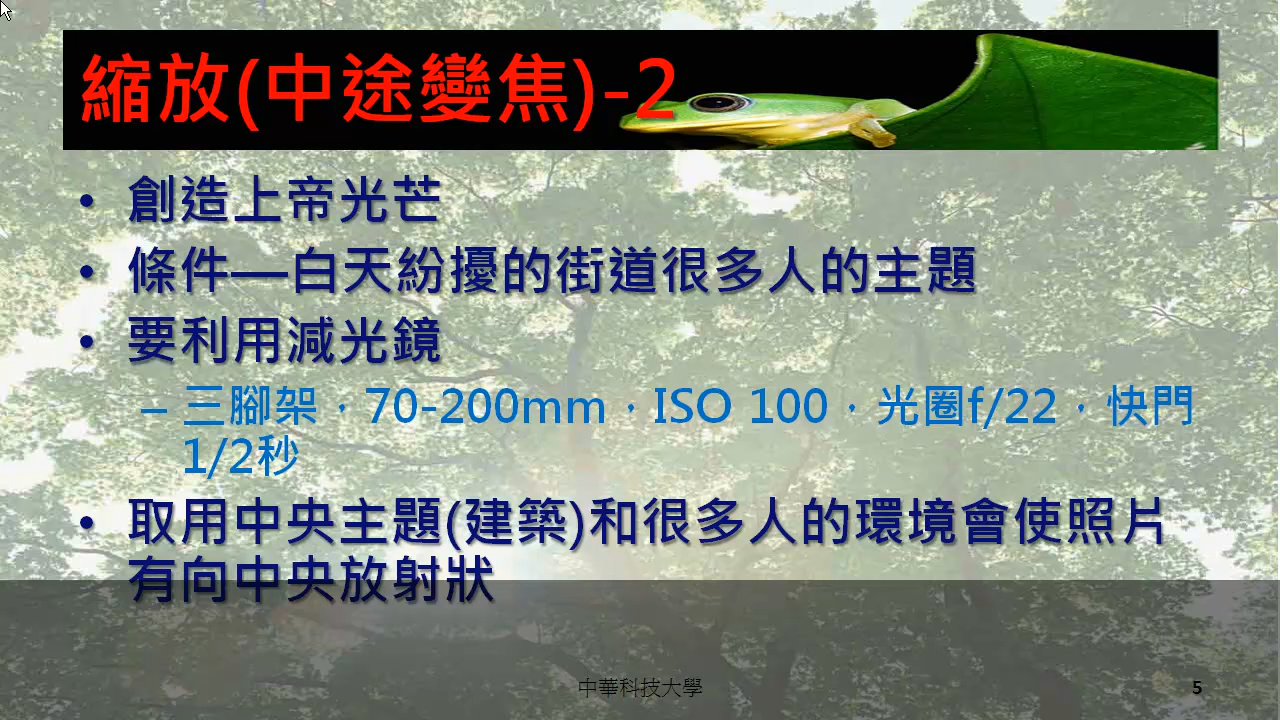 縮放(中途變焦)-2
• 創造上帝光芒
• 條件—白天紛擾的街道很多人的主題
• 要利用減光鏡
– 三腳架，70-200mm，ISO 100，光圈f/22，快門
1/2秒
• 取用中央主題(建築)和很多人的環境會使照片
有向中央放射狀
中華科技大學
5